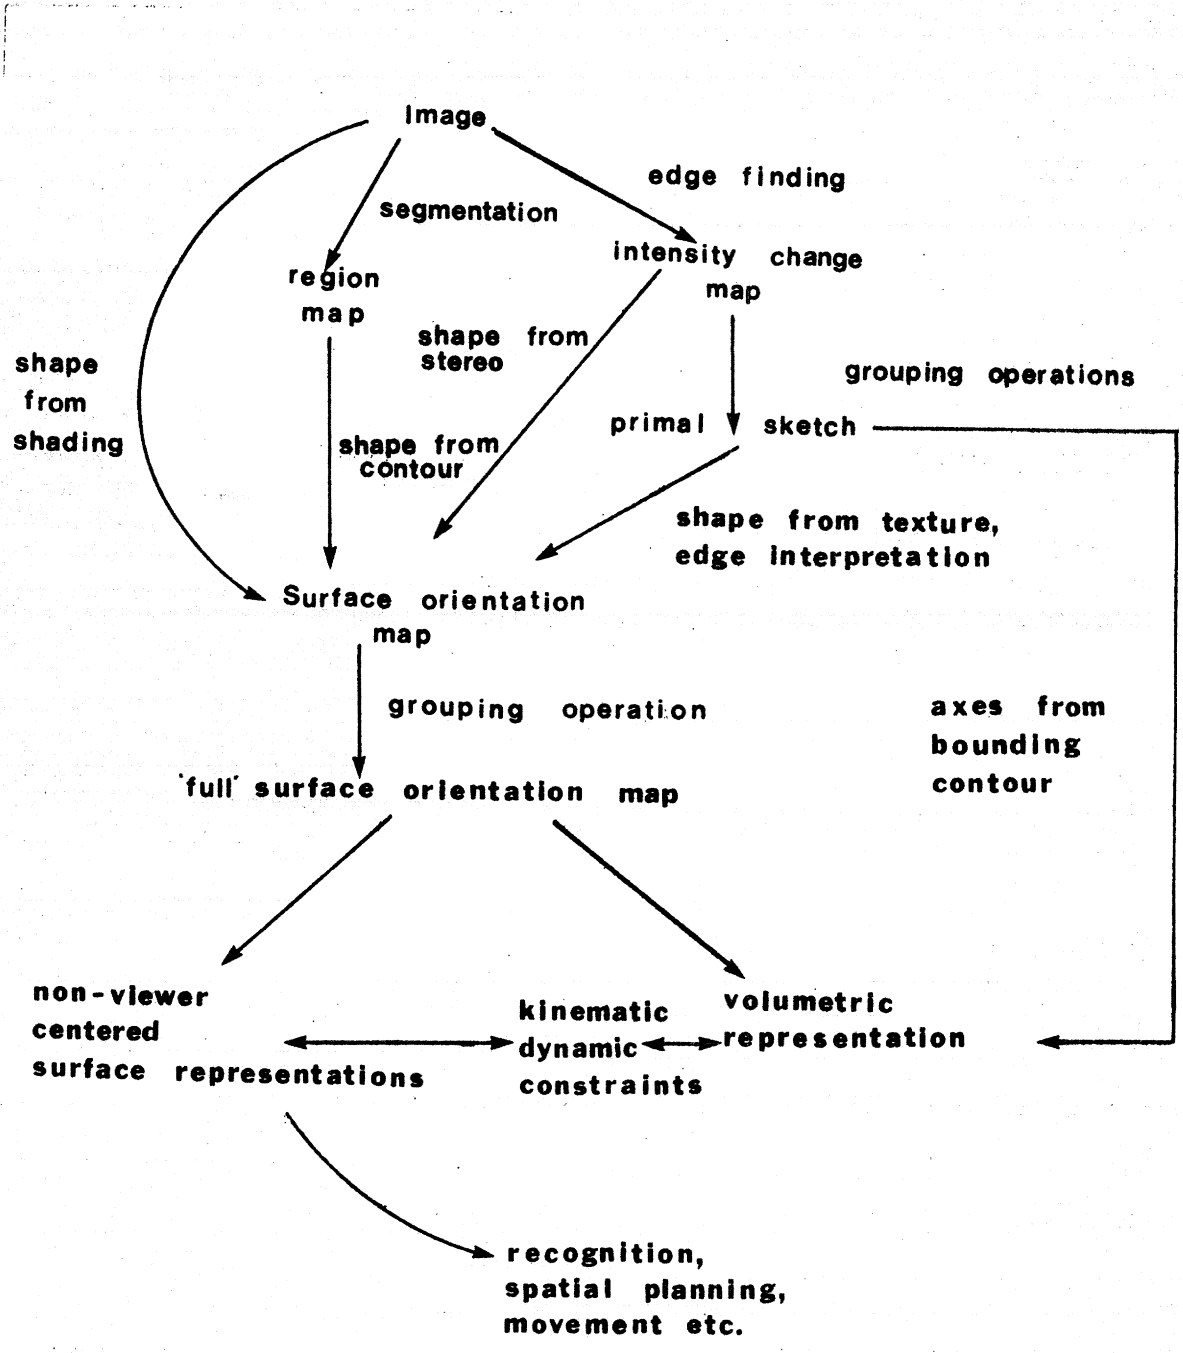 Image
edge finding
segmentation
intensity change
map
region
map
shape from
stereo
shape
from
shading
grouping operations
primal sketch
shape from
contour
shape from texture,
edge interpretation
Surface orientation
map
grouping operation
axes from
bounding
contour
'full' surface orientation map
non-viewer
centered
surface representations
kinematic
dynamic
constraints
volumetric
representation
recognition,
spatial planning,
movement etc.